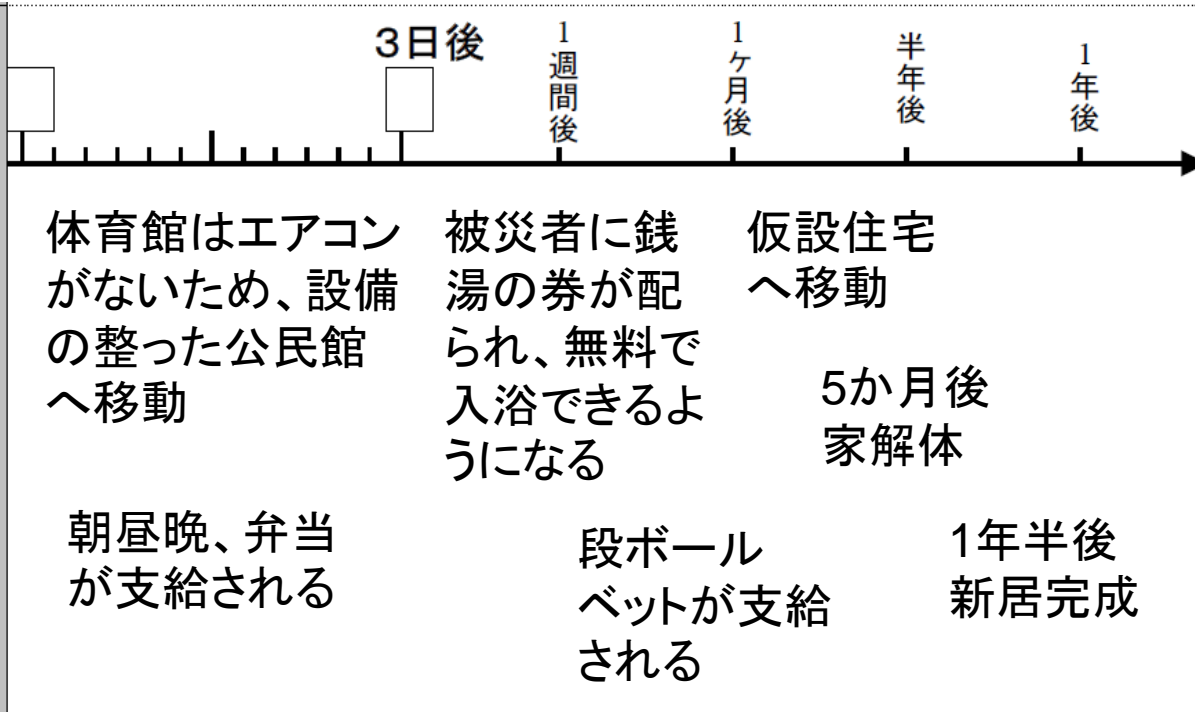 3日後
1週間後
1ヶ月後
半年後
1年後
体育館はエアコン
がないため、設備
の整った公民館
へ移動
被災者に銭
湯の券が配
られ、無料で
入浴できるよ
うになる
仮設住宅
へ移動
5か月後
家解体
朝昼晩、弁当
が支給される
段ボール
ベットが支給
される
1年半後
新居完成